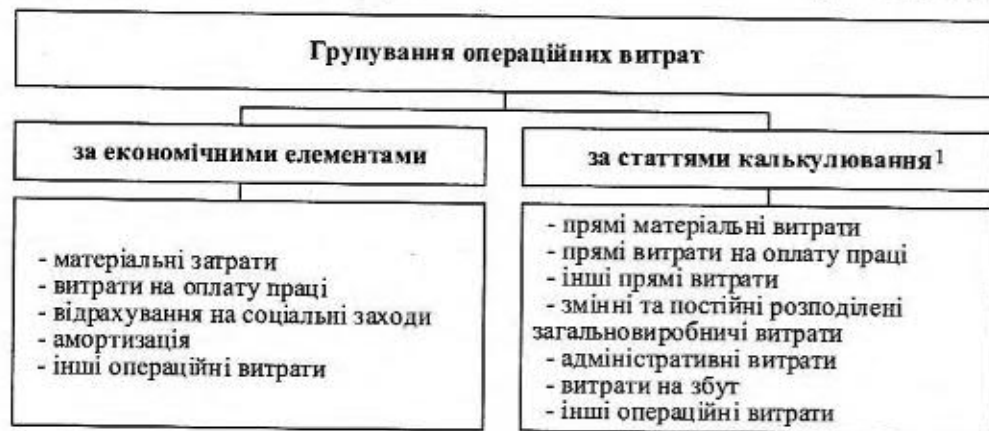 Групування операційних витрат
за економічними елементами
за статтями калькулювання1
- матеріальні затрати
- витрати на оплату праці
- відрахування на соціальні заходи
- амортизація
- інші операційні витрати
- прямі матеріальні витрати
- прямі витрати на оплату праці
- інші прямі витрати
- змінні та постійні розподілені
загальновиробничі витрати
- адміністративні витрати
- витрати на збут
- інші операційні витрати